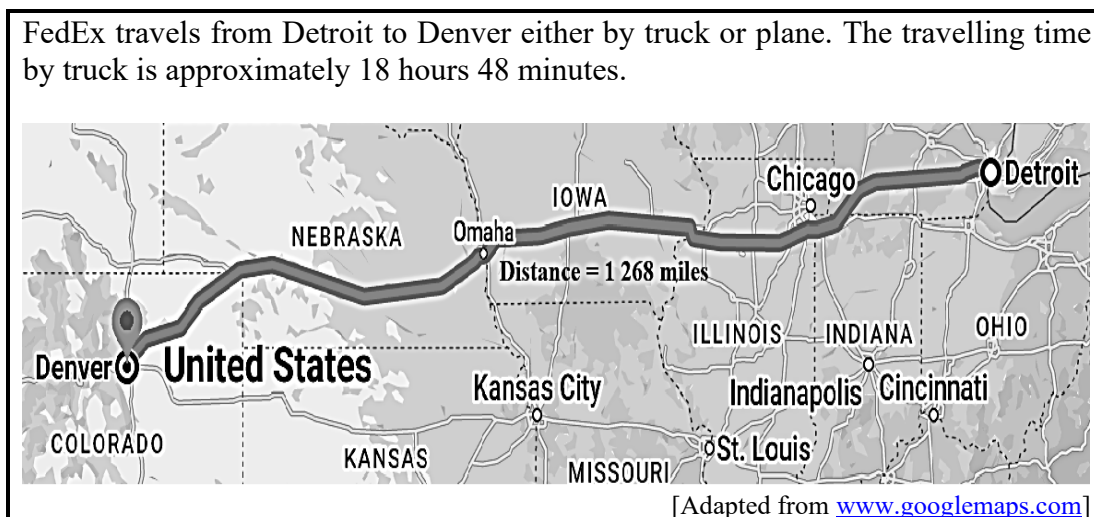 FedEx travels from Detroit to Denver either by truck or plane. The travelling time
by truck is approximately 18 hours 48 minutes.
Chicago
Detroit
IOWA
NEBRASKA
Omaha
Distance = 1 268 miles
ILLINOIS
INDIANA
OHIO
Denver
United States
Kansas City
Indianapolis
Cincinnati
COLORADO
KANSAS
St. Louis
MISSOURI
[Adapted from www.googlemaps.com]